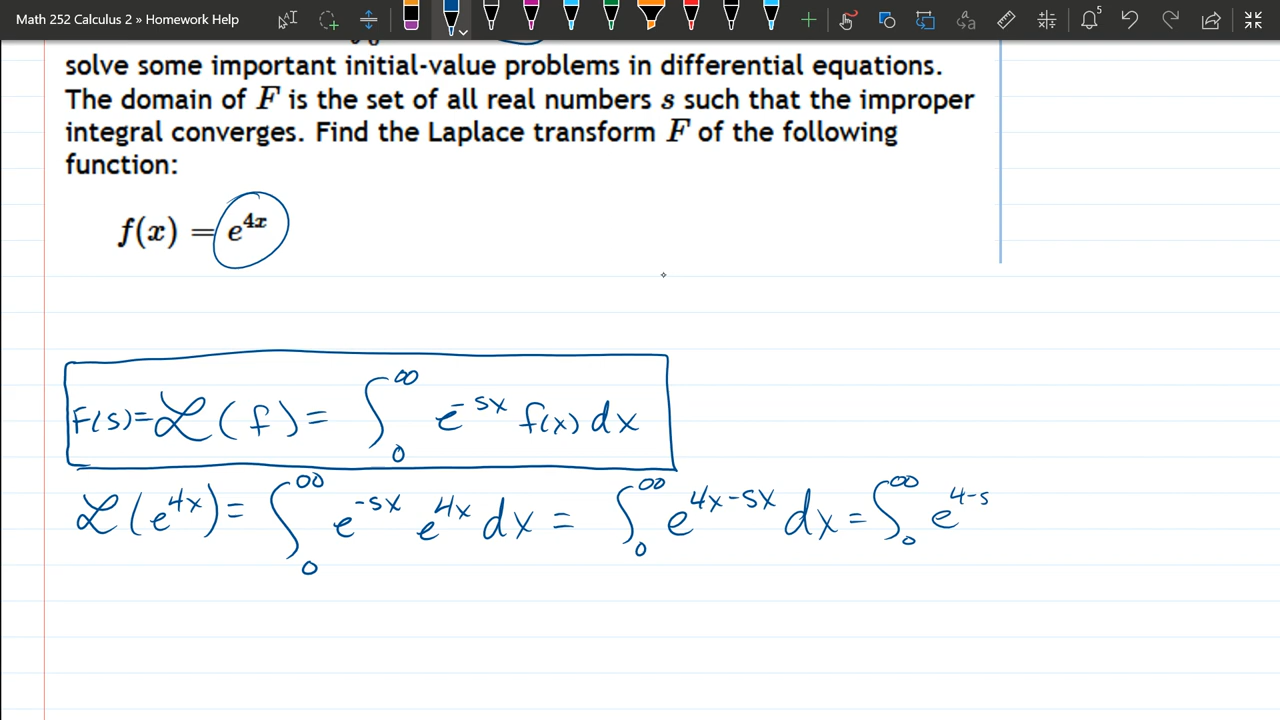 Math 252 Calculus 2 » Homework Help
5
solve some important initial-value problems in differential equations.
The domain of F is the set of all real numbers s such that the improper
integral converges. Find the Laplace transform F of the following
function:
f(x) = e^{4x}
F(s) = ℒ(f) = ∫_0^∞ e^{-sx} f(x) dx
ℒ(e^{4x}) = ∫_0^∞ e^{-sx} e^{4x} dx = ∫_0^∞ e^{4x-sx} dx = ∫_0^∞ e^{4-s}